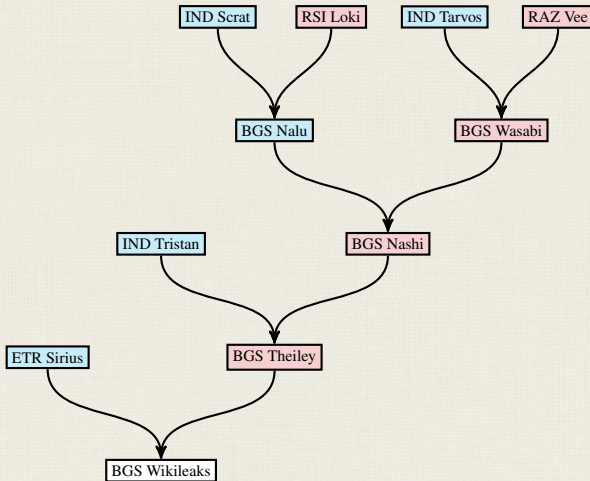 IND Scrat
RSI Loki
IND Tarvos
RAZ Vee
BGS Nalu
BGS Wasabi
IND Tristan
BGS Nashi
ETR Sirius
BGS Theiley
BGS Wikileaks